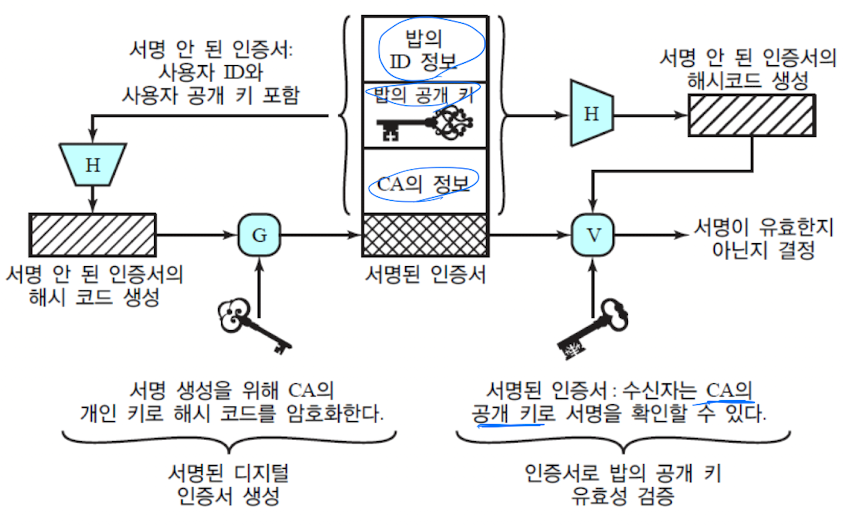 서명 안 된 인증서:
사용자 ID와
사용자 공개 키 포함
밥의
ID 정보
밥의 공개 키
CA의 정보
서명된 인증서
서명 안 된 인증서의
해시코드 생성
H
H
G
V
서명이 유효한지
아닌지 결정
서명 안 된 인증서의
해시 코드 생성
서명 생성을 위해 CA의
개인 키로 해시 코드를 암호화한다.
서명된 디지털
인증서 생성
서명된 인증서 : 수신자는 CA의
공개 키로 서명을 확인할 수 있다.
인증서로 밥의 공개 키
유효성 검증